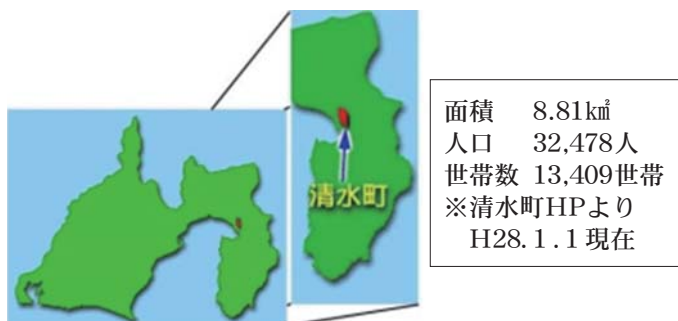 清水町
面積 8.81㎢
人口 32,478人
世帯数 13,409世帯
※清水町HPより
H28.1.1現在